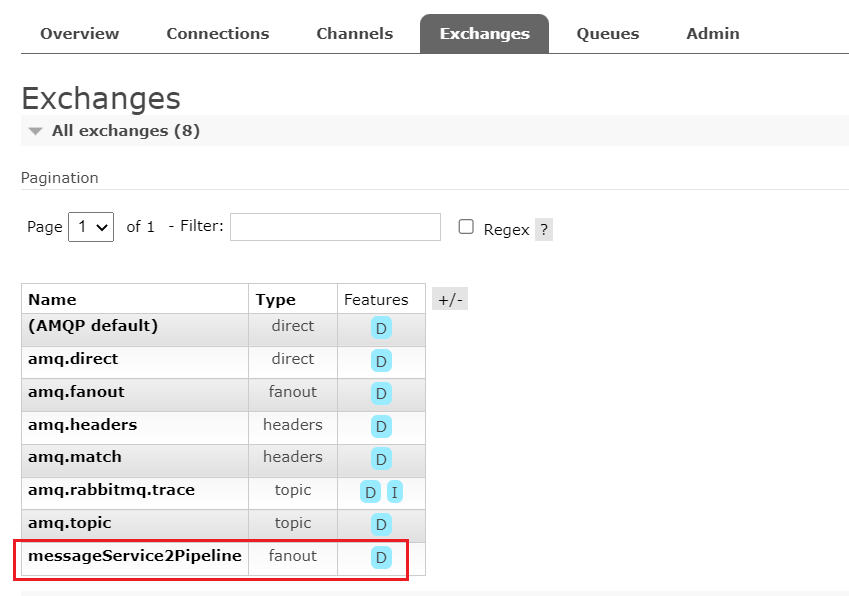 Overview Connections Channels Exchanges Queues Admin
Exchanges
All exchanges (8)
Pagination
Page 1 of 1 - Filter: Regex ?
Name Type Features +/-
(AMQP default) direct D
amq.direct direct D
amq.fanout fanout D
amq.headers headers D
amq.match headers D
amq.rabbitmq.trace topic D I
amq.topic topic D
messageService2Pipeline fanout D